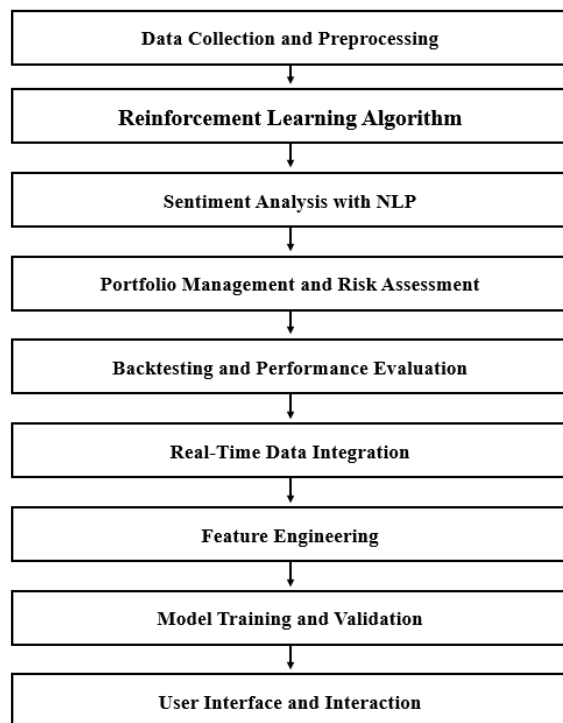 Data Collection and Preprocessing
Reinforcement Learning Algorithm
Sentiment Analysis with NLP
Portfolio Management and Risk Assessment
Backtesting and Performance Evaluation
Real-Time Data Integration
Feature Engineering
Model Training and Validation
User Interface and Interaction